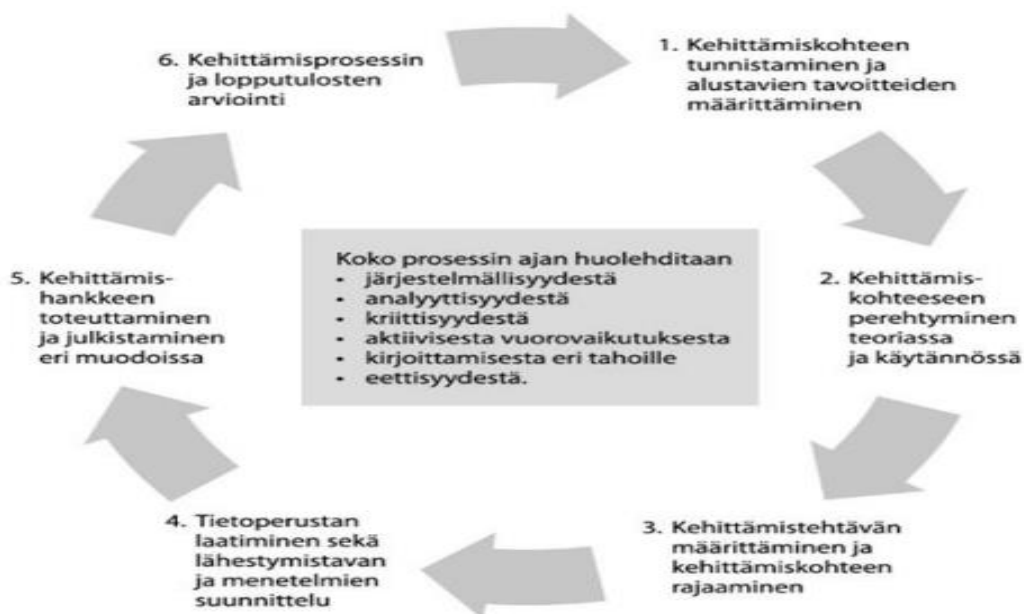 1. Kehittämiskohteen
tunnistaminen ja
alustavien tavoitteiden
määrittäminen
2. Kehittämis-
kohteeseen
perehtyminen
teoriassa
ja käytännössä
3. Kehittämistehtävän
määrittäminen ja
kehittämiskohteen
rajaaminen
4. Tietoperustan
laatiminen sekä
lähestymistavan
ja menetelmien
suunnittelu
5. Kehittämis-
hankkeen
toteuttaminen
ja julkistaminen
eri muodoissa
6. Kehittämisprosessin
ja lopputulosten
arviointi
Koko prosessin ajan huolehditaan
• järjestelmällisyydestä
• analyyttisyydestä
• kriittisyydestä
• aktiivisesta vuorovaikutuksesta
• kirjoittamisesta eri tahoille
• eettisyydestä.